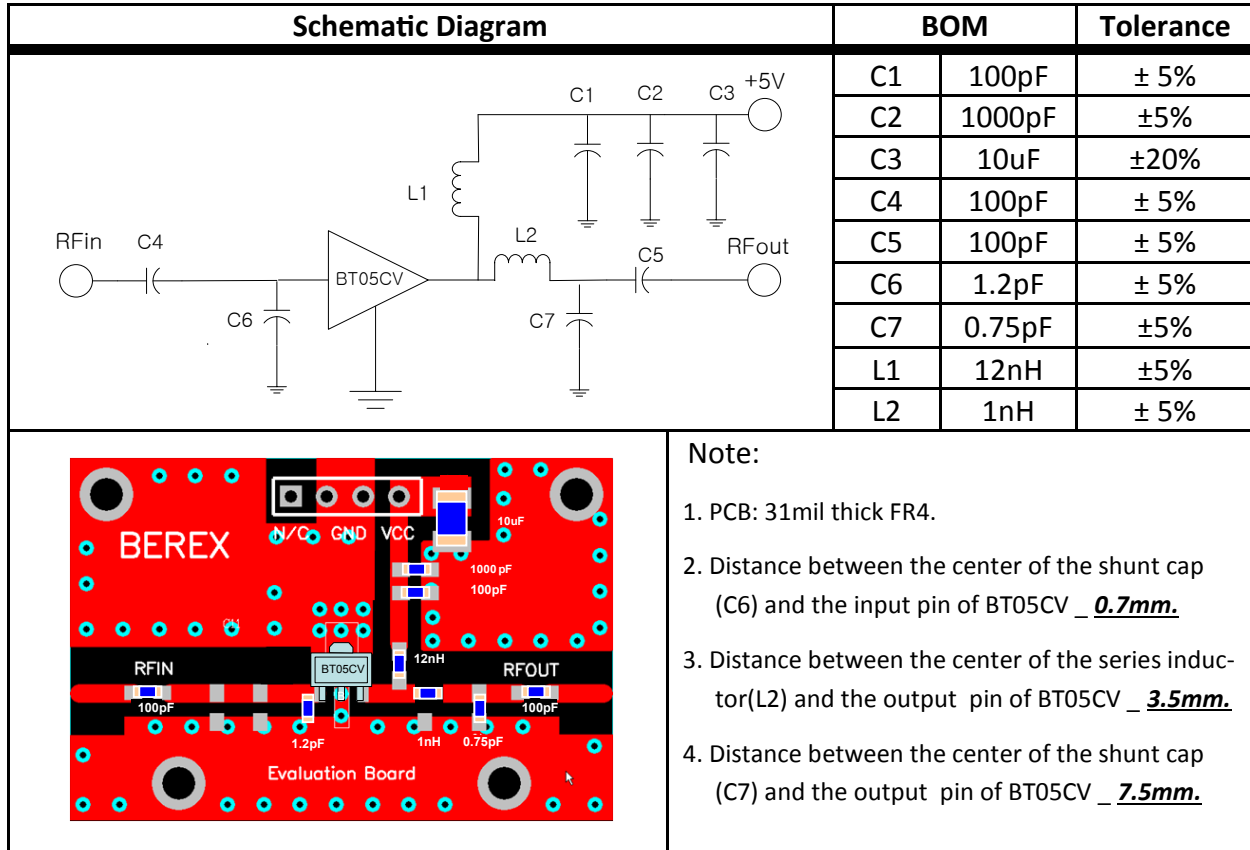 Schematic Diagram
BOM
Tolerance
C1 100pF ± 5%
C2 1000pF ±5%
C3 10uF ±20%
C4 100pF ± 5%
C5 100pF ± 5%
C6 1.2pF ± 5%
C7 0.75pF ±5%
L1 12nH ±5%
L2 1nH ± 5%
C1 C2 C3 +5V
L1
RFin C4 L2 C5 RFout
BT05CV
C6 C7
BEREX
N/C GND VCC
10uF
1000pF
100pF
BT05CV
12nH
RFIN
RFOUT
100pF
100pF
1.2pF
1nH
0.75pF
Evaluation Board
Note:
1. PCB: 31mil thick FR4.
2. Distance between the center of the shunt cap
(C6) and the input pin of BT05CV _ 0.7mm.
3. Distance between the center of the series induc-
tor(L2) and the output pin of BT05CV _ 3.5mm.
4. Distance between the center of the shunt cap
(C7) and the output pin of BT05CV _ 7.5mm.